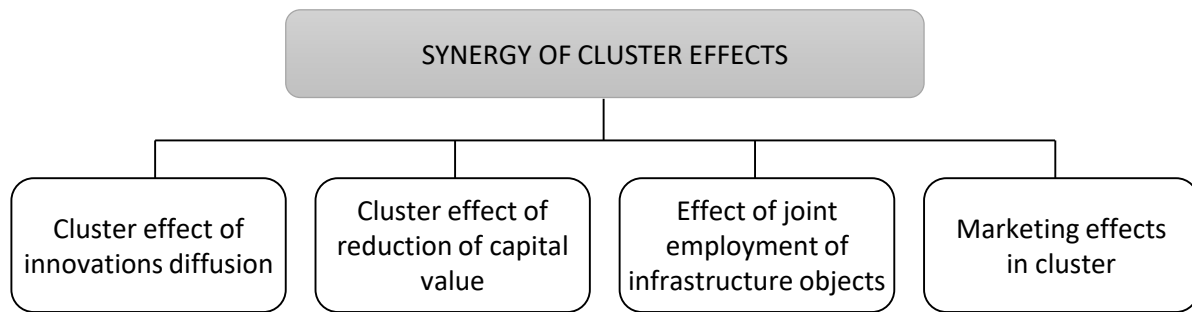 SYNERGY OF CLUSTER EFFECTS
Cluster effect of
innovations diffusion
Cluster effect of
reduction of capital
value
Effect of joint
employment of
infrastructure objects
Marketing effects
in cluster